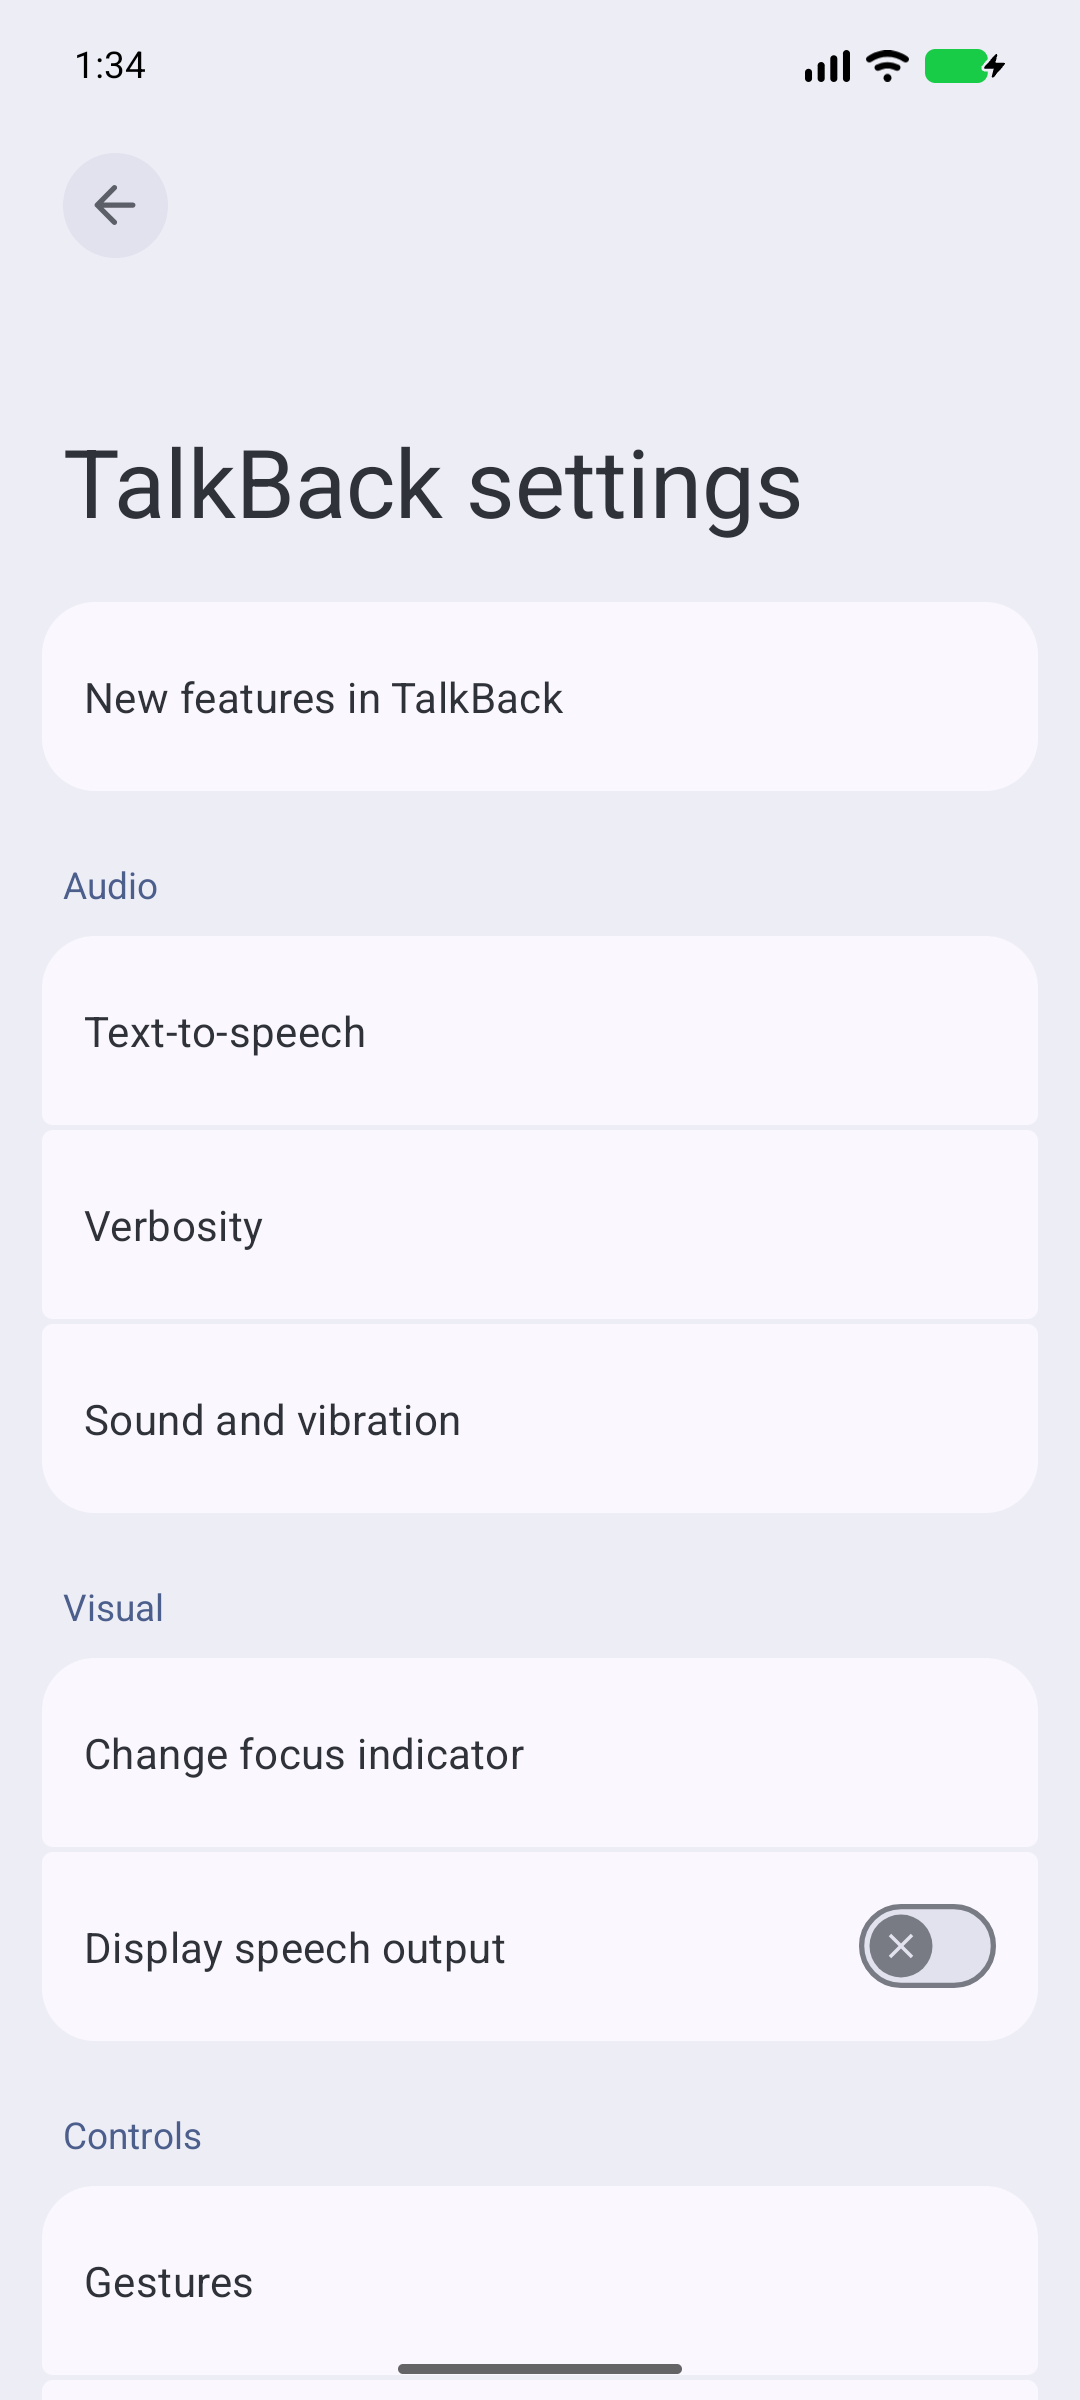 1:34
TalkBack settings
New features in TalkBack
Audio
Text-to-speech
Verbosity
Sound and vibration
Visual
Change focus indicator
Display speech output
Controls
Gestures